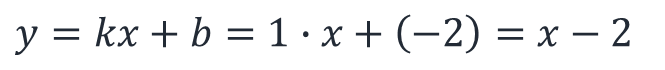 y = kx + b = 1 · x + (−2) = x − 2